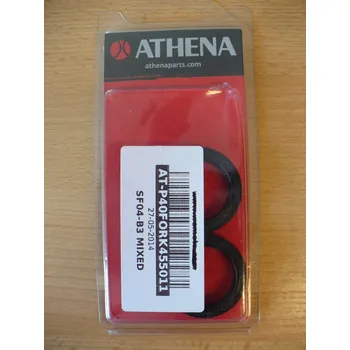 ATHENA
athenaparts.com
AT-P40FORK455011
27-05-2014
SF04-B3 MIXED